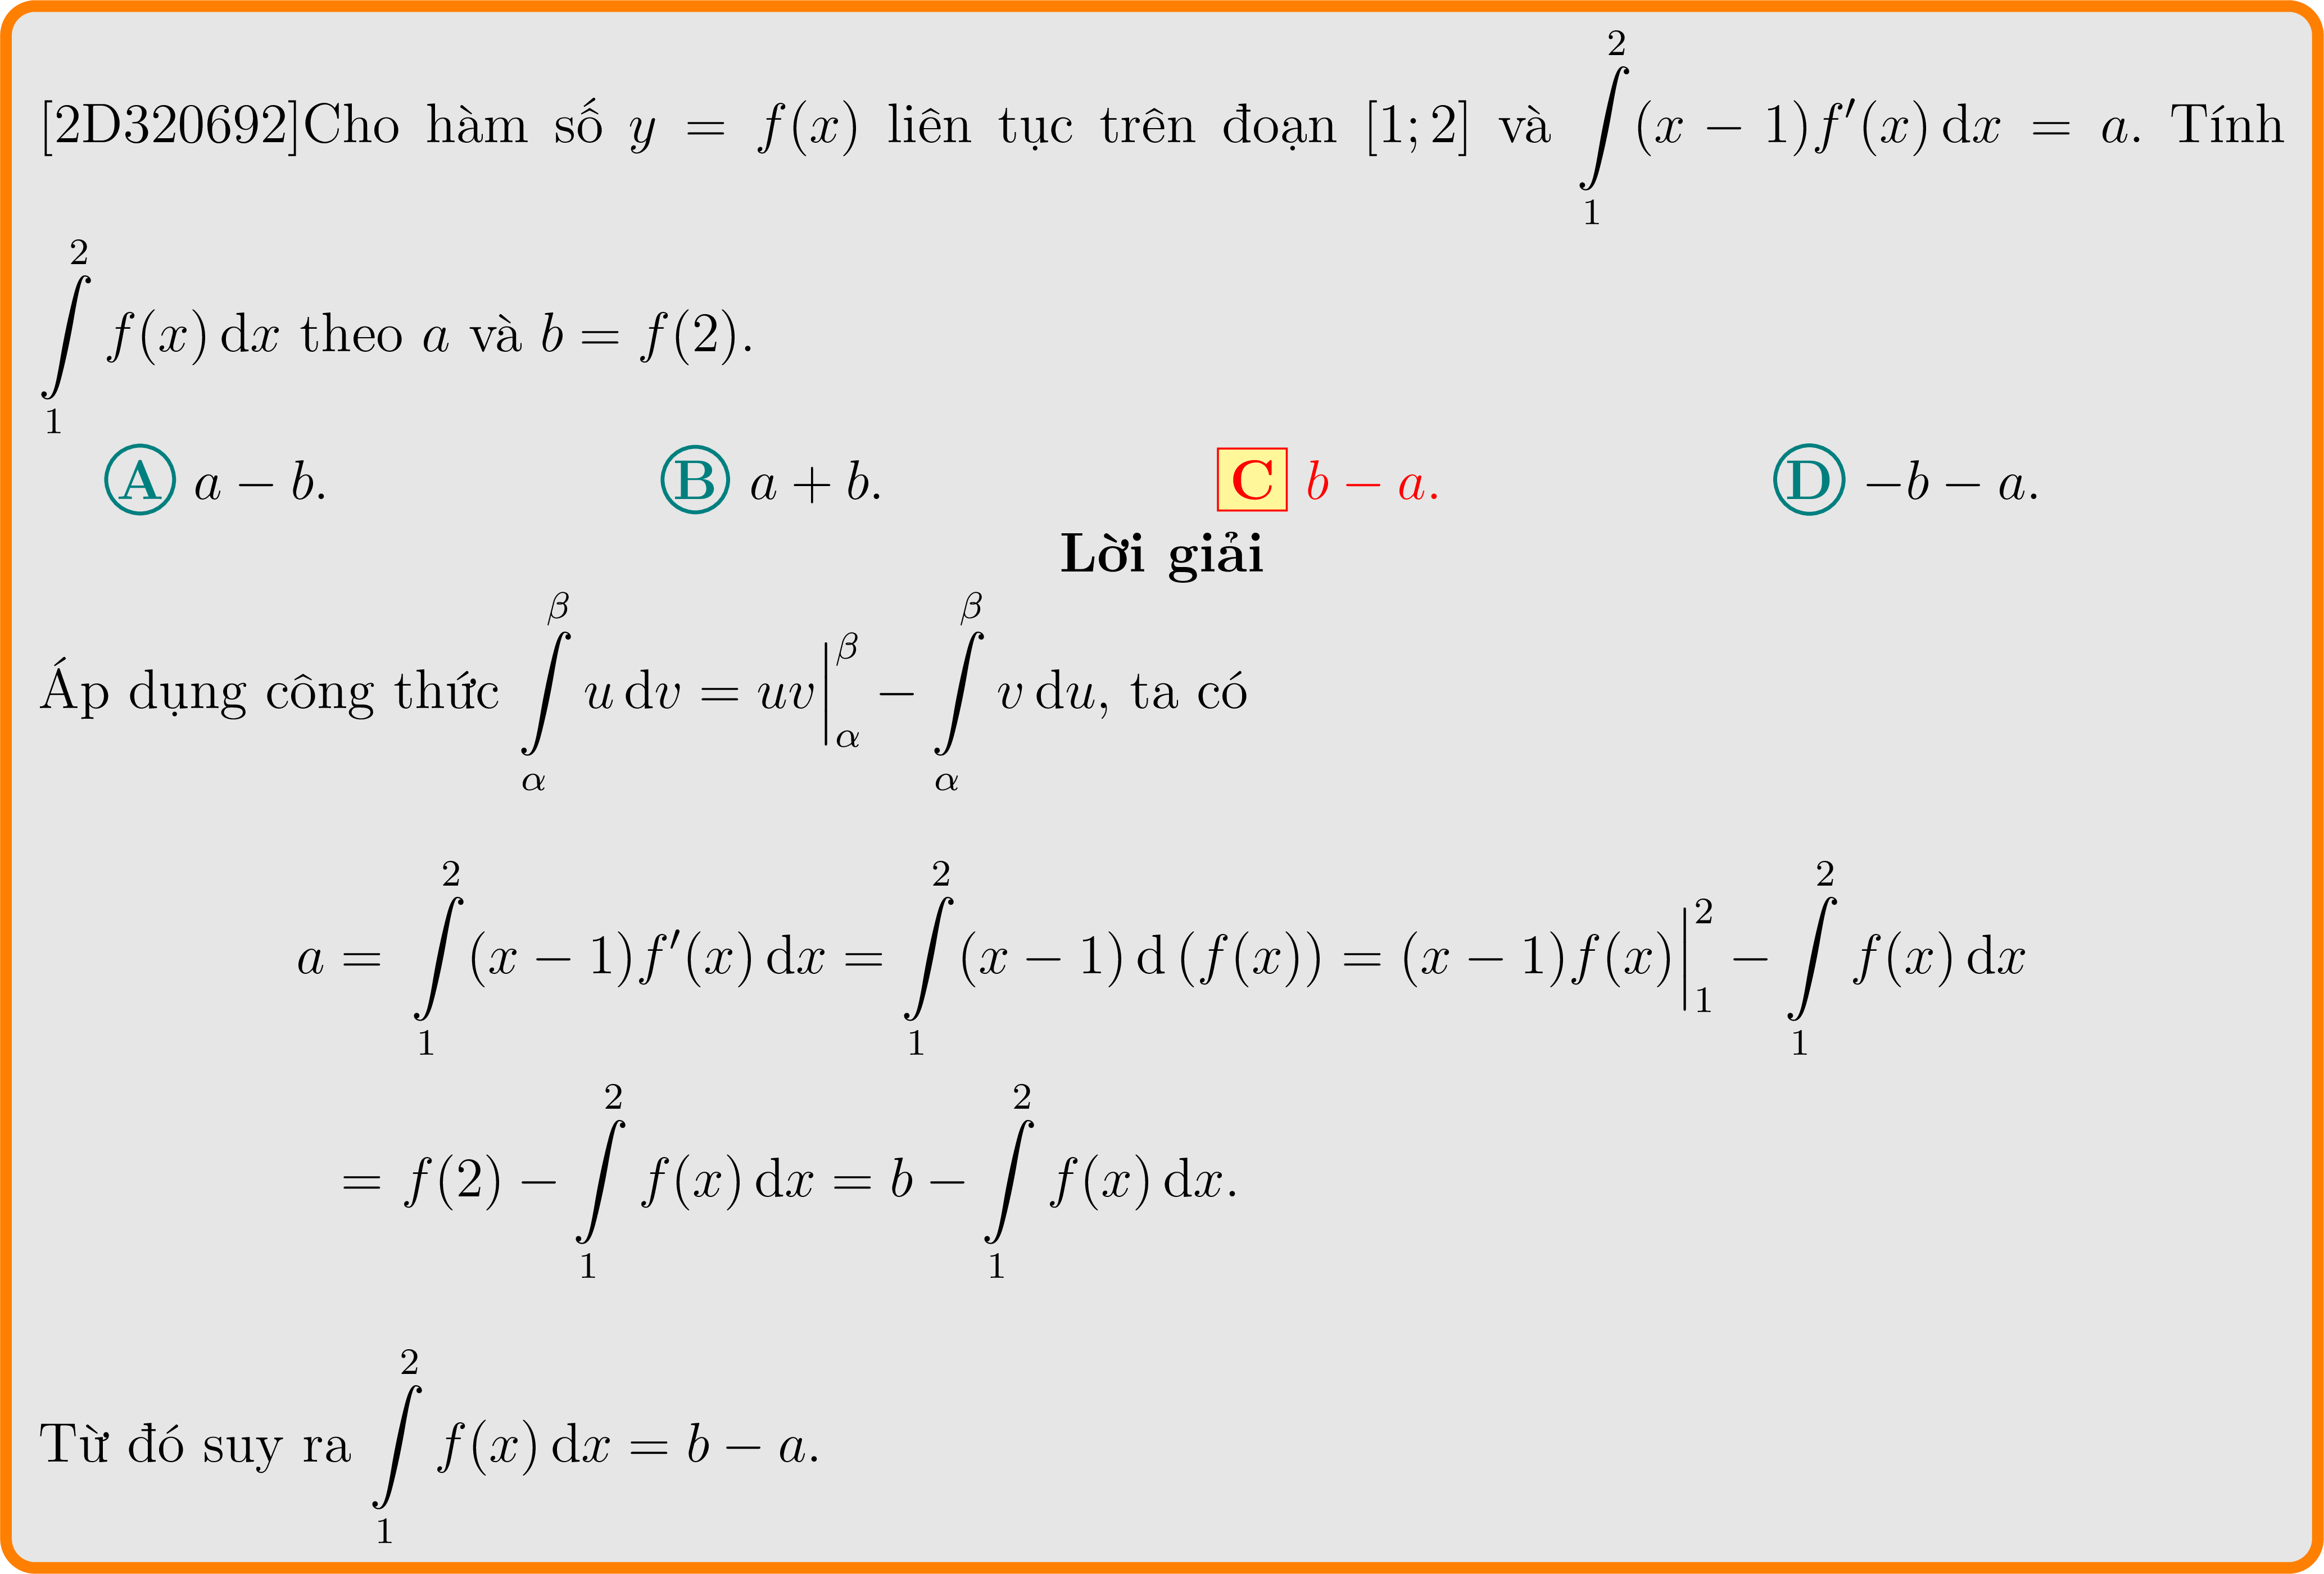 [2D320692]Cho hàm số $y = f(x)$ liên tục trên đoạn $[1; 2]$ và $\int\limits_1^2 (x - 1)f'(x)\,\mathrm{d}x = a$. Tính
$\int\limits_1^2 f(x)\,\mathrm{d}x$ theo $a$ và $b = f(2)$.
A $a - b$. B $a + b$. C $b - a$. D $-b - a$.
Lời giải
Áp dụng công thức $\int\limits_\alpha^\beta u\,\mathrm{d}v = uv\Big|_\alpha^\beta - \int\limits_\alpha^\beta v\,\mathrm{d}u$, ta có
$a = \int\limits_1^2 (x - 1)f'(x)\,\mathrm{d}x = \int\limits_1^2 (x - 1)\,\mathrm{d}\,(f(x)) = (x - 1)f(x)\Big|_1^2 - \int\limits_1^2 f(x)\,\mathrm{d}x$
$= f(2) - \int\limits_1^2 f(x)\,\mathrm{d}x = b - \int\limits_1^2 f(x)\,\mathrm{d}x.$
Từ đó suy ra $\int\limits_1^2 f(x)\,\mathrm{d}x = b - a$.